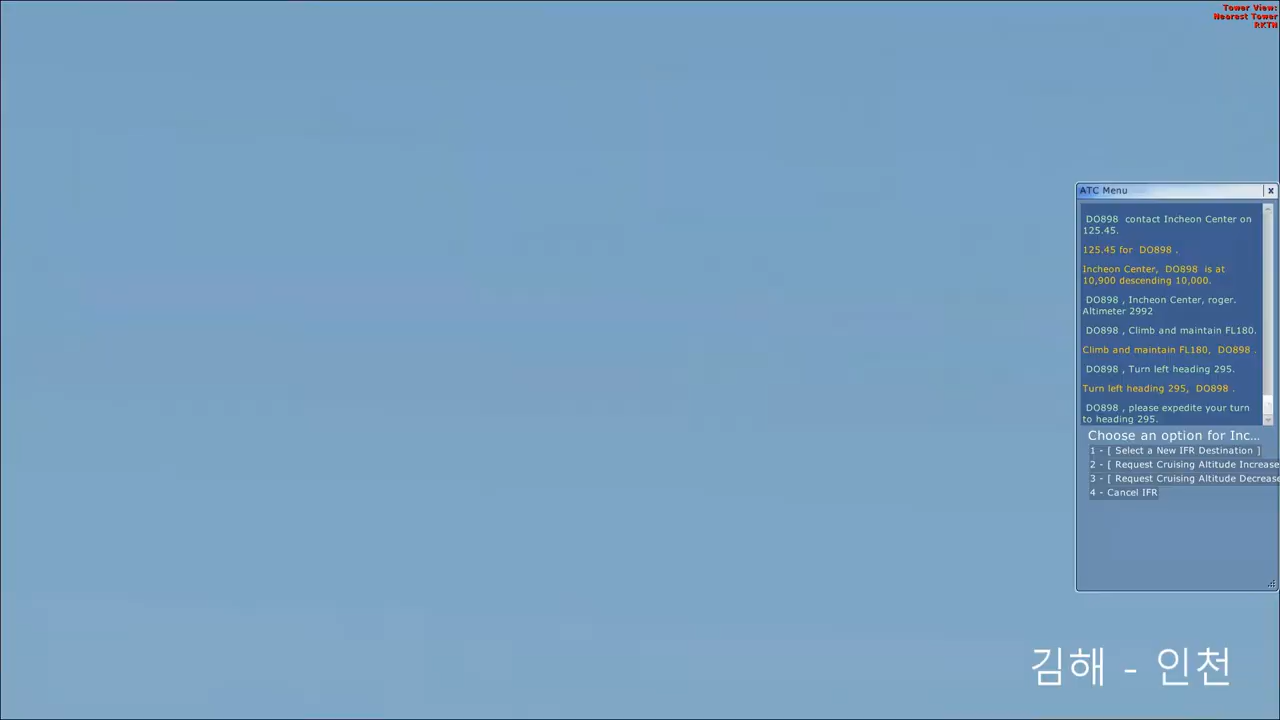 Tower View:
Nearest Tower
RKTN
ATC Menu
x
DO898 contact Incheon Center on
125.45.
125.45 for DO898 .
Incheon Center, DO898 is at
10,900 descending 10,000.
DO898 , Incheon Center, roger.
Altimeter 2992
DO898 , Climb and maintain FL180.
Climb and maintain FL180, DO898 .
DO898 , Turn left heading 295.
Turn left heading 295, DO898 .
DO898 , please expedite your turn
to heading 295.
Choose an option for Inc...
1 - [ Select a New IFR Destination ]
2 - [ Request Cruising Altitude Increase
3 - [ Request Cruising Altitude Decrease
4 - Cancel IFR
김해 - 인천